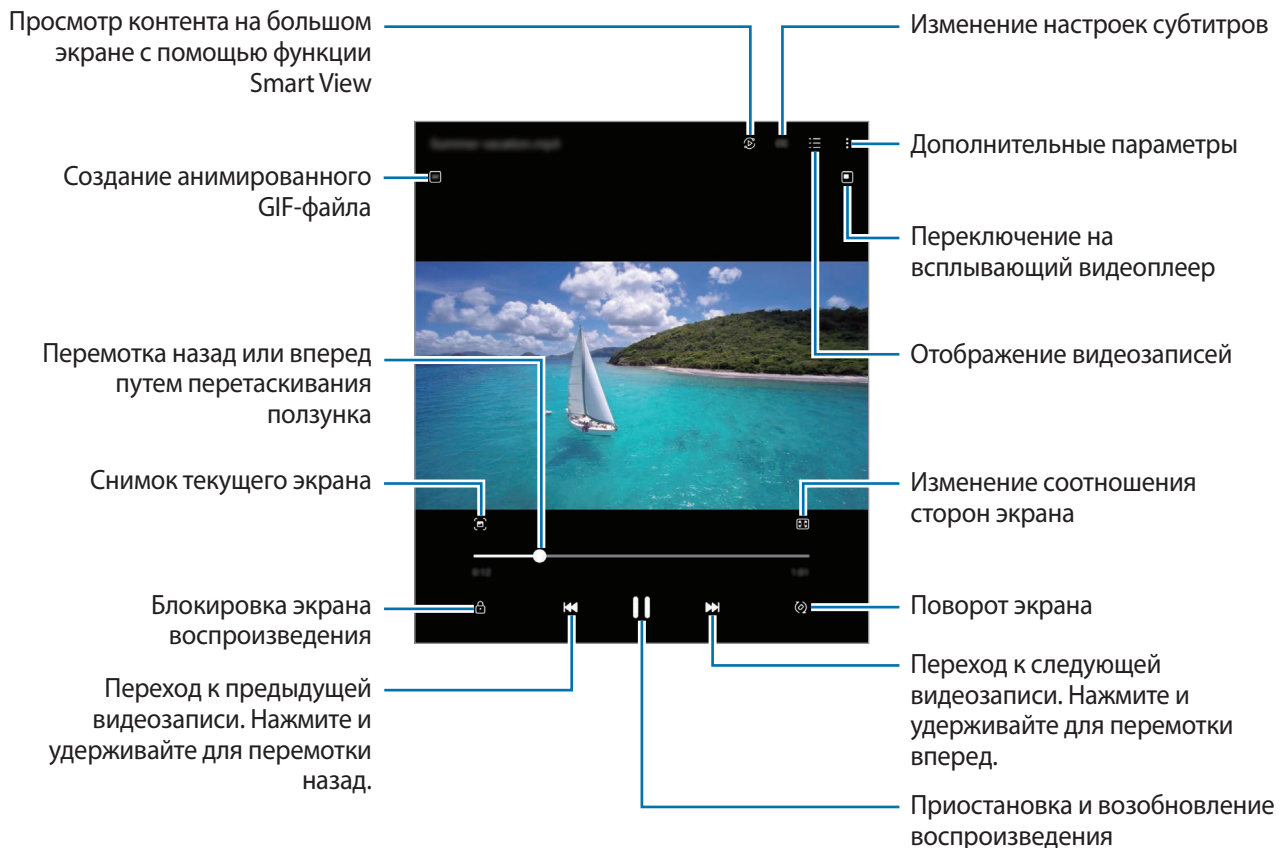 Просмотр контента на большом
экране с помощью функции
Smart View
Создание анимированного
GIF-файла
Перемотка назад или вперед
путем перетаскивания
ползунка
Снимок текущего экрана
Блокировка экрана
воспроизведения
Переход к предыдущей
видеозаписи. Нажмите и
удерживайте для перемотки
назад.
Изменение настроек субтитров
Дополнительные параметры
Переключение на
всплывающий видеоплеер
Отображение видеозаписей
Изменение соотношения
сторон экрана
Поворот экрана
Переход к следующей
видеозаписи. Нажмите и
удерживайте для перемотки
вперед.
Приостановка и возобновление
воспроизведения